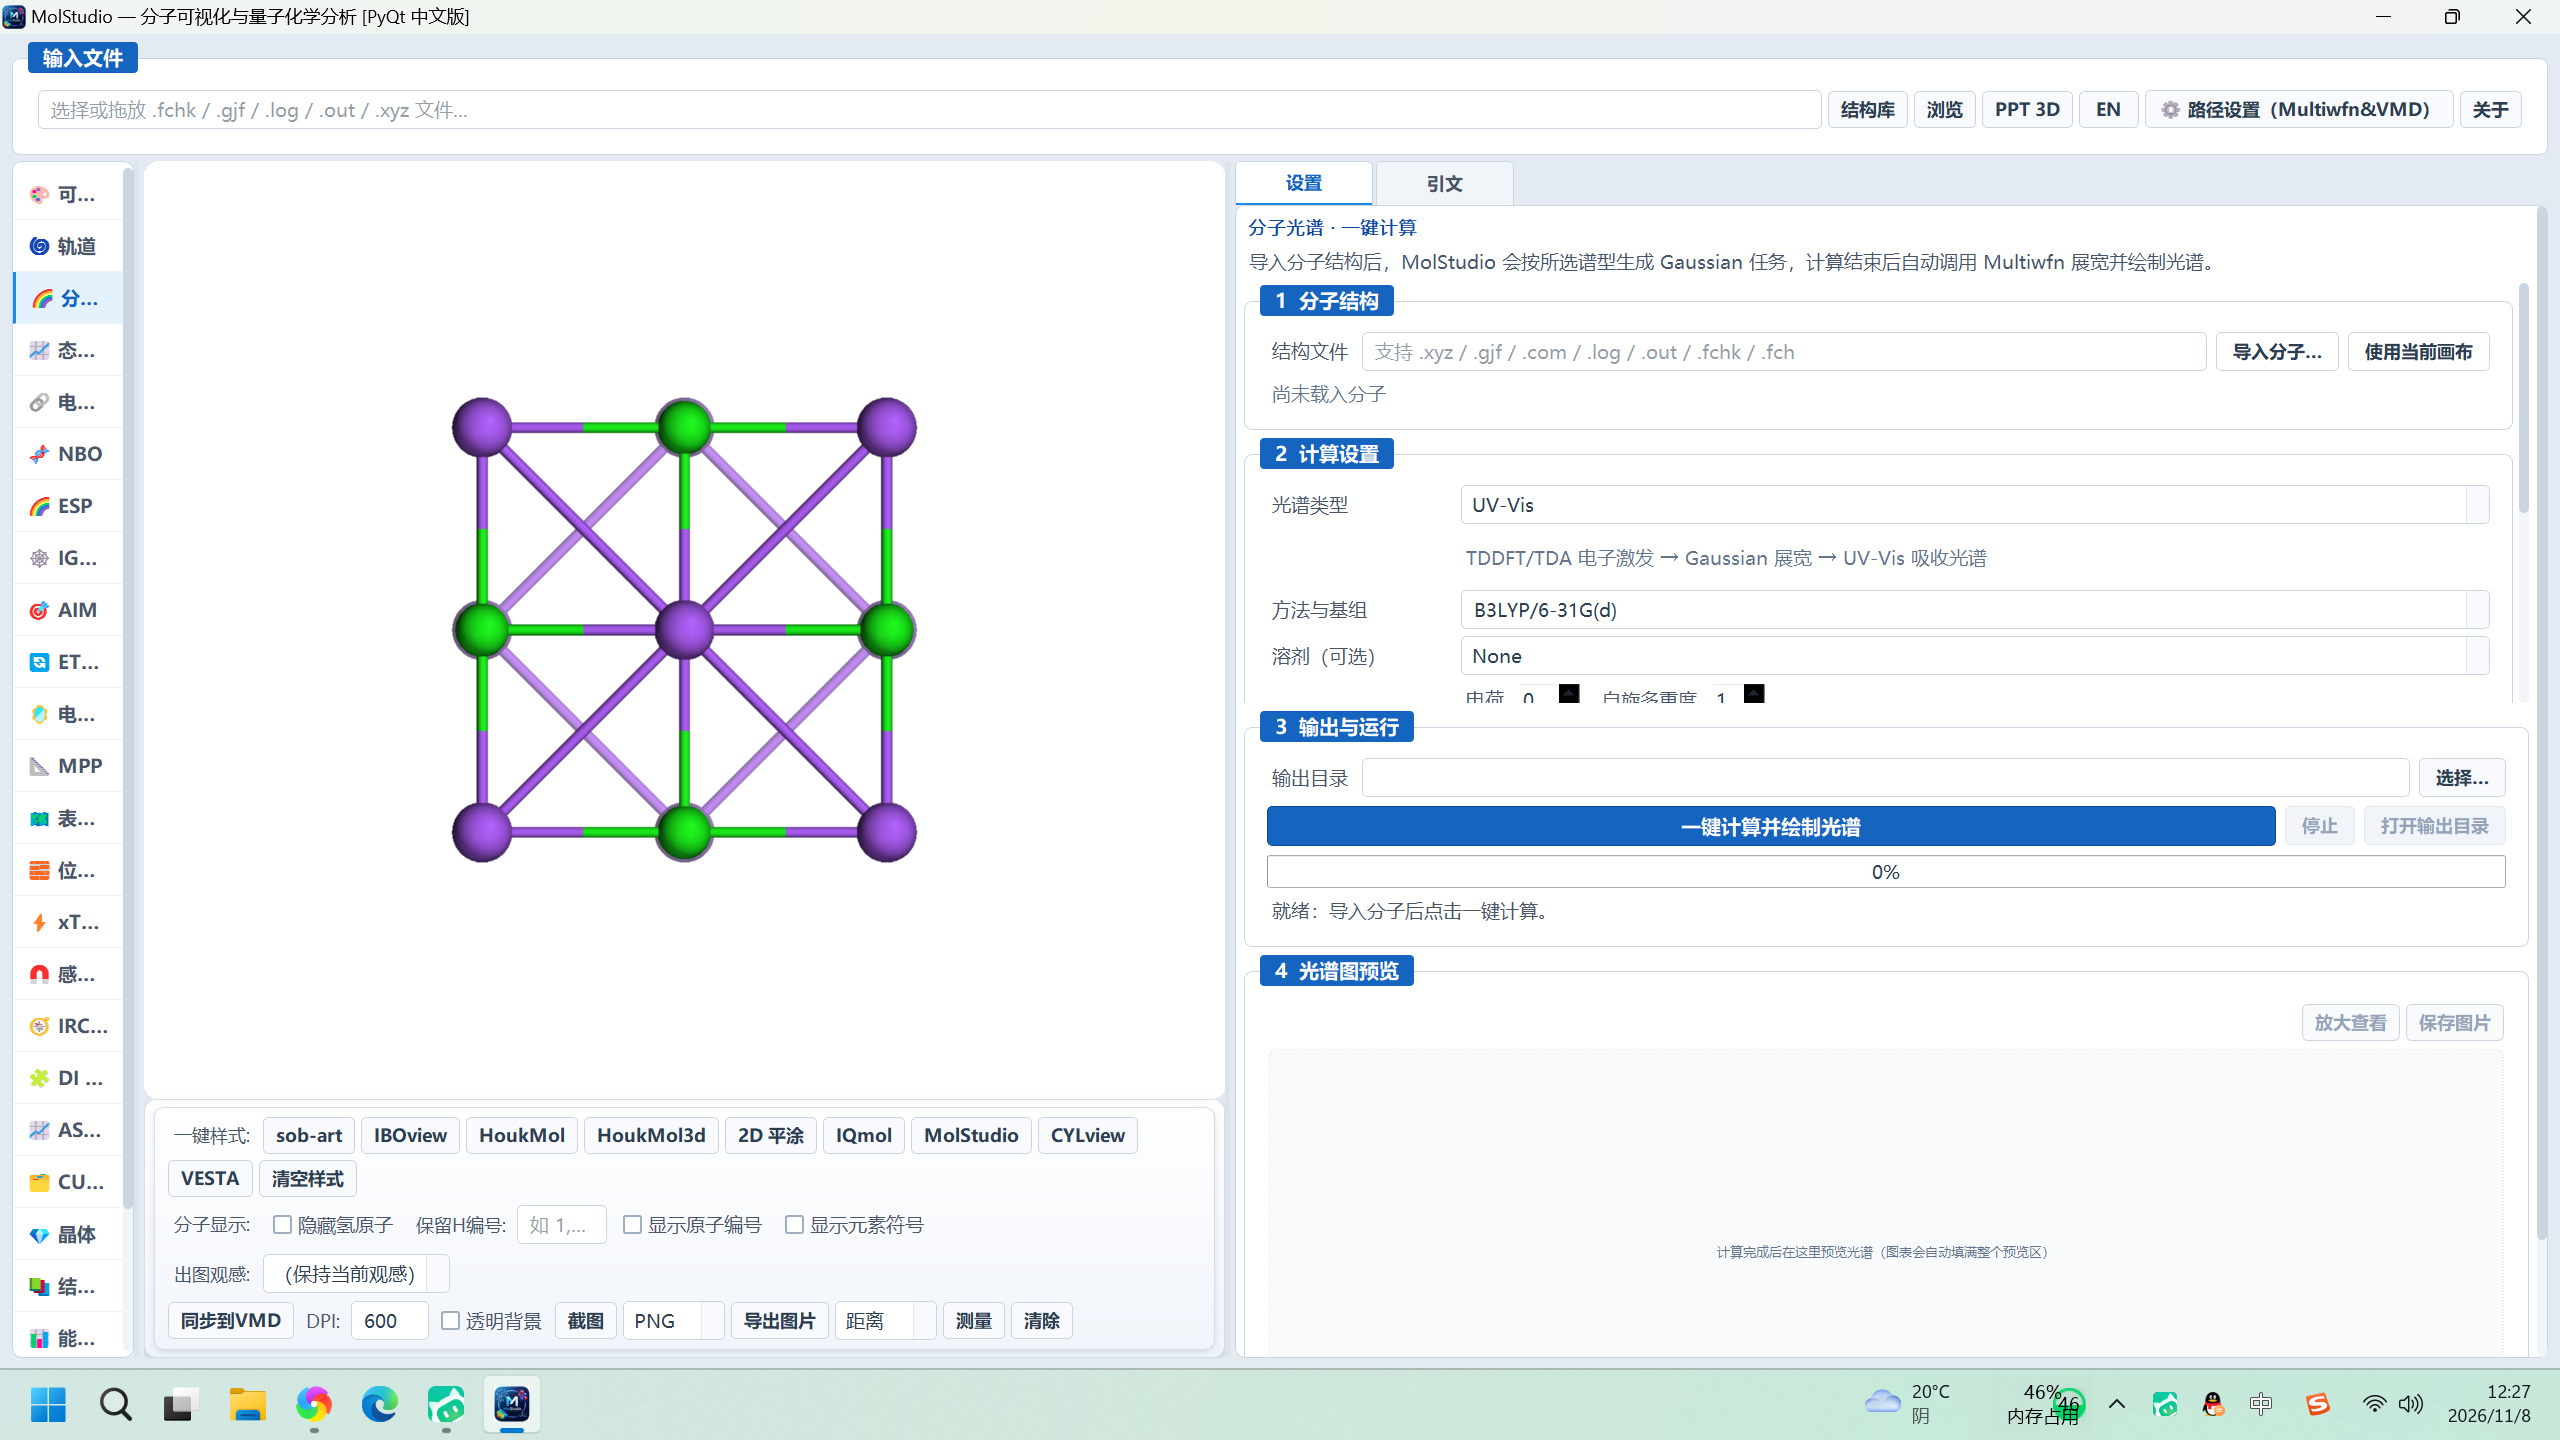 MolStudio — 分子可视化与量子化学分析 [PyQt 中文版]
输入文件
选择或拖放 .fchk / .gjf / .log / .out / .xyz 文件...
结构库 浏览 PPT 3D EN 路径设置（Multiwfn&VMD） 关于
可...
轨道
分...
态...
电...
NBO
ESP
IG...
AIM
ET...
电...
MPP
表...
位...
xT...
感...
IRC...
DI ...
AS...
CU...
晶体
结...
能...
一键样式: sob-art IBOview HoukMol HoukMol3d 2D 平涂 IQmol MolStudio CYLview
VESTA 清空样式
分子显示: 隐藏氢原子 保留H编号: 如 1,... 显示原子编号 显示元素符号
出图观感: （保持当前观感）
同步到VMD DPI: 600 透明背景 截图 PNG 导出图片 距离 测量 清除
设置 引文
分子光谱 · 一键计算
导入分子结构后，MolStudio 会按所选谱型生成 Gaussian 任务，计算结束后自动调用 Multiwfn 展宽并绘制光谱。
1 分子结构
结构文件 支持 .xyz / .gjf / .com / .log / .out / .fchk / .fch 导入分子... 使用当前画布
尚未载入分子
2 计算设置
光谱类型 UV-Vis
TDDFT/TDA 电子激发 → Gaussian 展宽 → UV-Vis 吸收光谱
方法与基组 B3LYP/6-31G(d)
溶剂（可选） None
电荷 0 自旋多重度 1
3 输出与运行
输出目录 选择...
一键计算并绘制光谱 停止 打开输出目录
0%
就绪：导入分子后点击一键计算。
4 光谱图预览
放大查看 保存图片
计算完成后在这里预览光谱（图表会自动填满整个预览区）
20°C
阴
46%
内存占用
46
中
12:27
2026/11/8